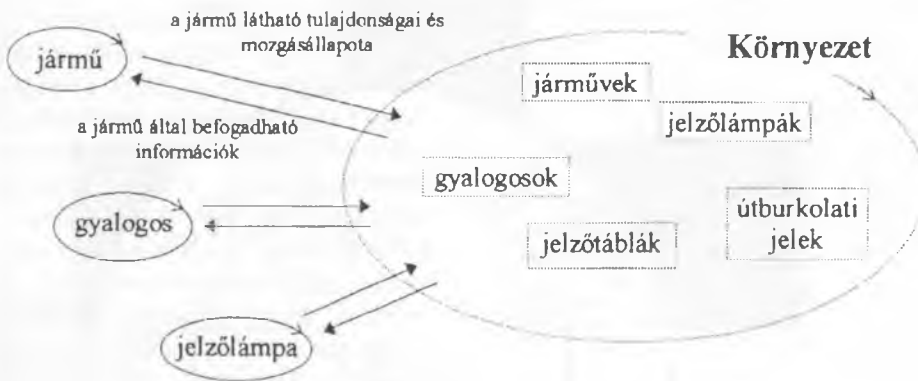 a jármű látható tulajdonságai és
mozgásállapota
Környezet
jármű
járművek
jelzőlámpák
a jármű által befogadható
információk
gyalogosok
gyalogos
útburkolati
jelek
jelzőtáblák
jelzőlámpa